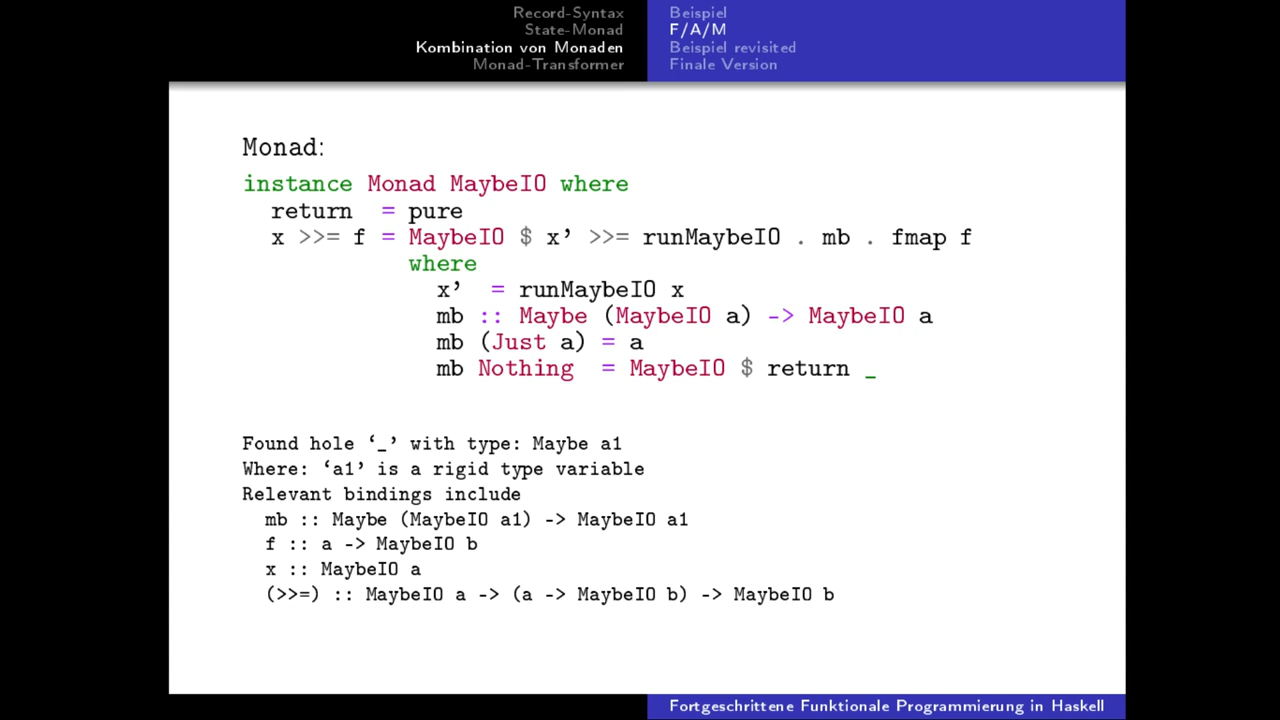 Record-Syntax
State-Monad
Kombination von Monaden
Monad-Transformer
Beispiel
F/A/M
Beispiel revisited
Finale Version
Monad:
instance Monad MaybeIO where
return = pure
x >>= f = MaybeIO $ x’ >>= runMaybeIO . mb . fmap f
where
x’ = runMaybeIO x
mb :: Maybe (MaybeIO a) -> MaybeIO a
mb (Just a) = a
mb Nothing = MaybeIO $ return _
Found hole ‘_’ with type: Maybe a1
Where: ‘a1’ is a rigid type variable
Relevant bindings include
mb :: Maybe (MaybeIO a1) -> MaybeIO a1
f :: a -> MaybeIO b
x :: MaybeIO a
(>>=) :: MaybeIO a -> (a -> MaybeIO b) -> MaybeIO b
Fortgeschrittene Funktionale Programmierung in Haskell